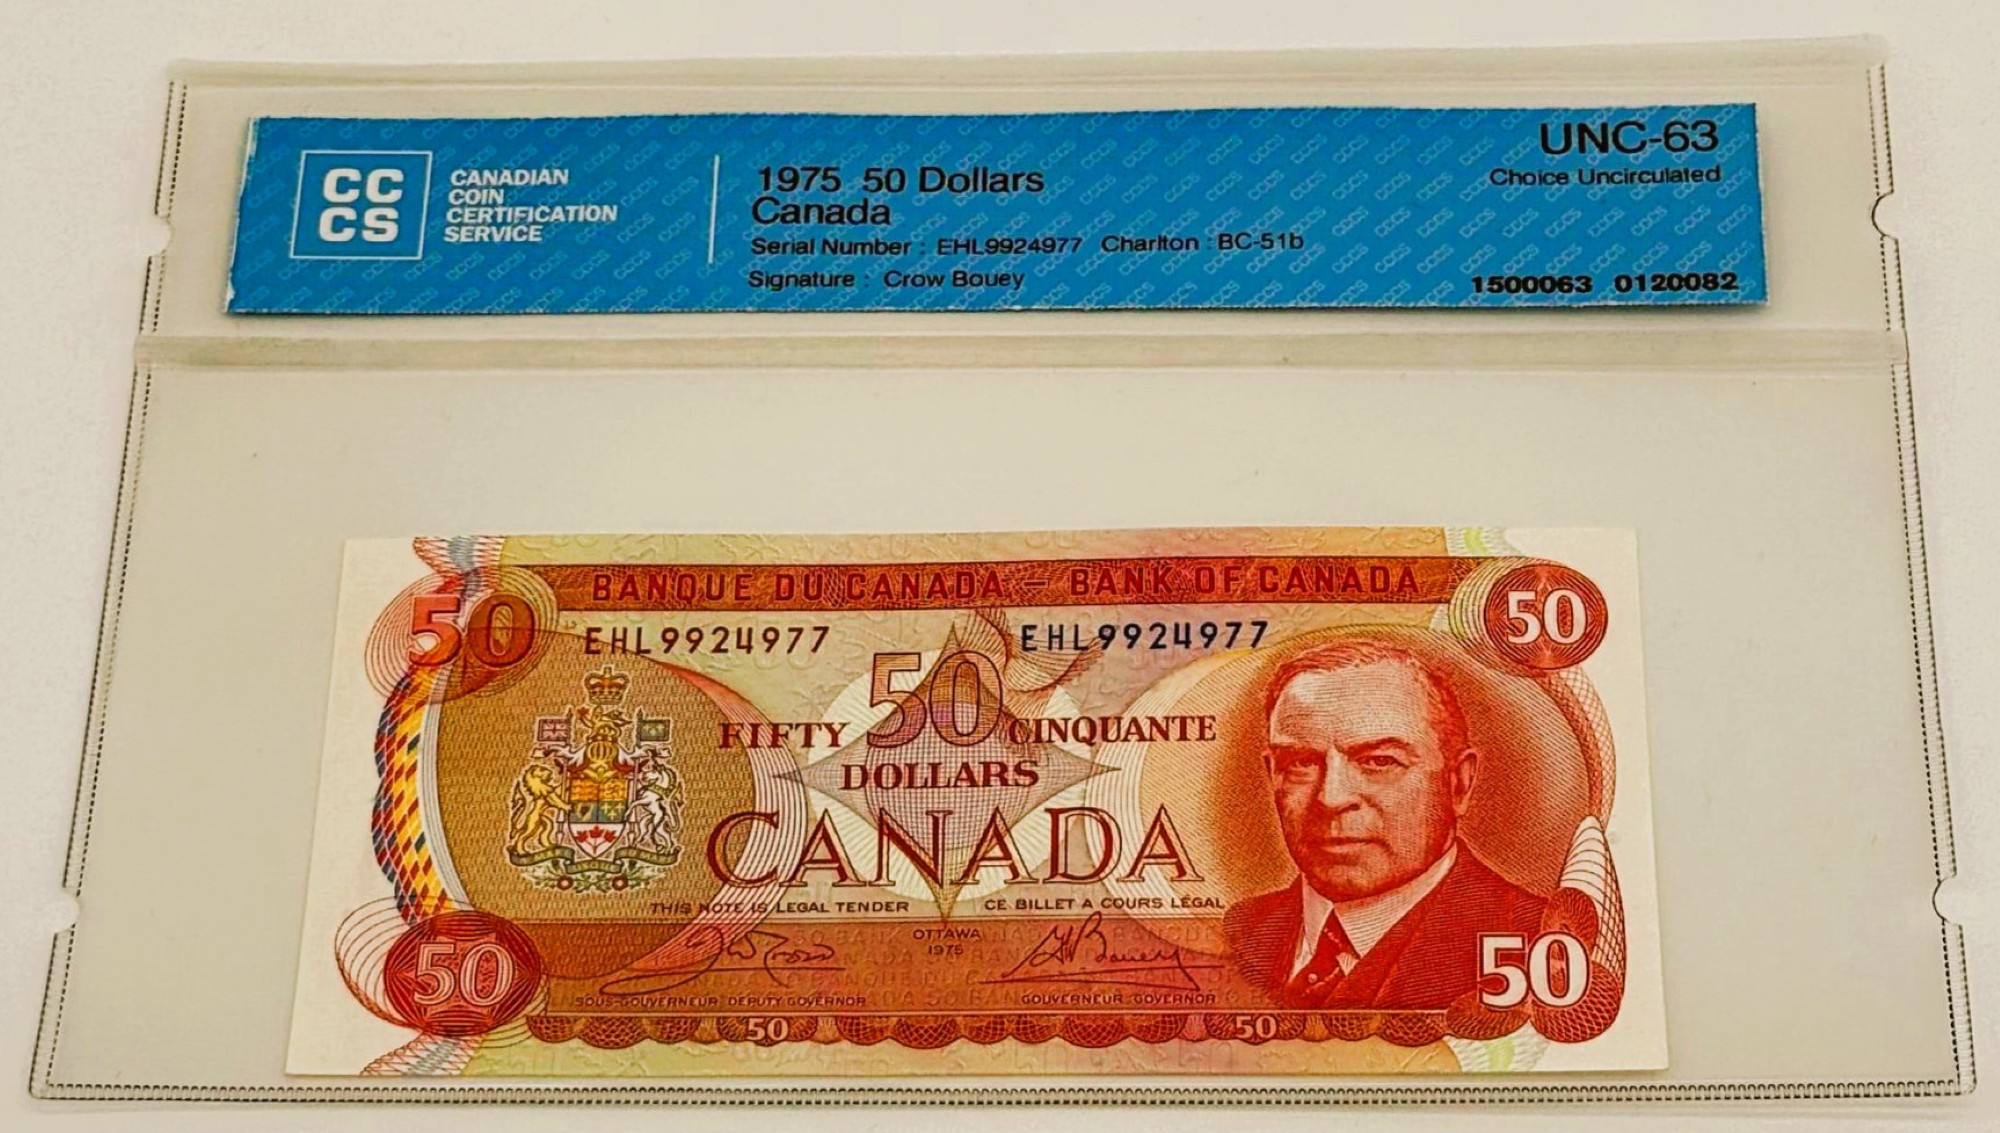 CC
CS
CANADIAN
COIN
CERTIFICATION
SERVICE
1975 50 Dollars
Canada
Serial Number : EHL9924977 Charlton : BC-51b
Signature : Crow Bouey
UNC-63
Choice Uncirculated
1500063 0120082
BANQUE DU CANADA – BANK OF CANADA
50
50
EHL9924977
EHL9924977
50
FIFTY
CINQUANTE
DOLLARS
CANADA
THIS NOTE IS LEGAL TENDER
CE BILLET A COURS LÉGAL
OTTAWA
1975
SOUS-GOUVERNEUR DEPUTY GOVERNOR
GOUVERNEUR GOVERNOR
50
50
50
50